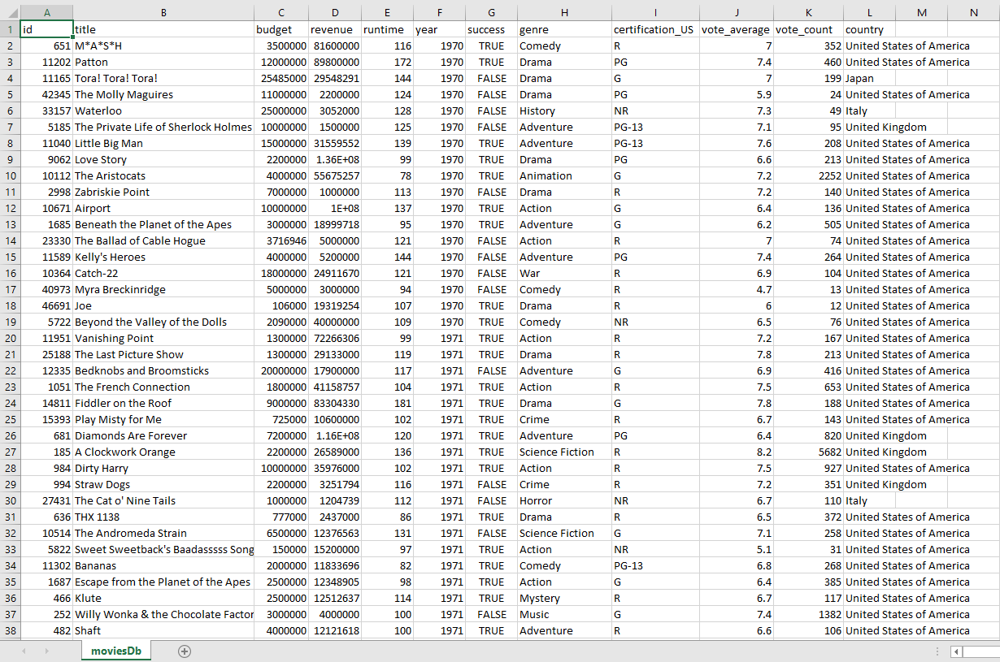 A B C D E F G H I J K L M N
1 id title budget revenue runtime year success genre certification_US vote_average vote_count country
2 651 M*A*S*H 3500000 81600000 116 1970 TRUE Comedy R 7 352 United States of America
3 11202 Patton 12000000 89800000 172 1970 TRUE Drama PG 7.4 460 United States of America
4 11165 Tora! Tora! Tora! 25485000 29548291 144 1970 FALSE Drama G 7 199 Japan
5 42345 The Molly Maguires 11000000 2200000 124 1970 FALSE Drama PG 5.9 24 United States of America
6 33157 Waterloo 25000000 3052000 128 1970 FALSE History NR 7.3 49 Italy
7 5185 The Private Life of Sherlock Holmes 10000000 1500000 125 1970 FALSE Adventure PG-13 7.1 95 United Kingdom
8 11040 Little Big Man 15000000 31559552 139 1970 TRUE Adventure PG-13 7.6 208 United States of America
9 9062 Love Story 2200000 1.36E+08 99 1970 TRUE Drama PG 6.6 213 United States of America
10 10112 The Aristocats 4000000 55675257 78 1970 TRUE Animation G 7.2 2252 United States of America
11 2998 Zabriskie Point 7000000 1000000 113 1970 FALSE Drama R 7.2 140 United States of America
12 10671 Airport 10000000 1E+08 137 1970 TRUE Action G 6.4 136 United States of America
13 1685 Beneath the Planet of the Apes 3000000 18999718 95 1970 TRUE Adventure G 6.2 505 United States of America
14 23330 The Ballad of Cable Hogue 3716946 5000000 121 1970 FALSE Action R 7 74 United States of America
15 11589 Kelly's Heroes 4000000 5200000 144 1970 FALSE Adventure PG 7.4 264 United States of America
16 10364 Catch-22 18000000 24911670 121 1970 FALSE War R 6.9 104 United States of America
17 40973 Myra Breckinridge 5000000 3000000 94 1970 FALSE Comedy R 4.7 13 United States of America
18 46691 Joe 106000 19319254 107 1970 TRUE Drama R 6 12 United States of America
19 5722 Beyond the Valley of the Dolls 2090000 40000000 109 1970 TRUE Comedy NR 6.5 76 United States of America
20 11951 Vanishing Point 1300000 72266306 99 1971 TRUE Action R 7.2 167 United States of America
21 25188 The Last Picture Show 1300000 29133000 119 1971 TRUE Drama R 7.8 213 United States of America
22 12335 Bedknobs and Broomsticks 20000000 17900000 117 1971 FALSE Adventure G 6.9 416 United States of America
23 1051 The French Connection 1800000 41158757 104 1971 TRUE Action R 7.5 653 United States of America
24 14811 Fiddler on the Roof 9000000 83304330 181 1971 TRUE Drama G 7.8 188 United States of America
25 15393 Play Misty for Me 725000 10600000 102 1971 TRUE Crime R 6.7 143 United States of America
26 681 Diamonds Are Forever 7200000 1.16E+08 120 1971 TRUE Adventure PG 6.4 820 United Kingdom
27 185 A Clockwork Orange 2200000 26589000 136 1971 TRUE Science Fiction R 8.2 5682 United Kingdom
28 984 Dirty Harry 10000000 35976000 102 1971 TRUE Action R 7.5 927 United States of America
29 994 Straw Dogs 2200000 3251794 116 1971 FALSE Crime R 7.2 351 United Kingdom
30 27431 The Cat o' Nine Tails 1000000 1204739 112 1971 FALSE Horror NR 6.7 110 Italy
31 636 THX 1138 777000 2437000 86 1971 TRUE Drama R 6.5 372 United States of America
32 10514 The Andromeda Strain 6500000 12376563 131 1971 FALSE Science Fiction G 7.1 258 United States of America
33 5822 Sweet Sweetback's Baadasssss Song 150000 15200000 97 1971 TRUE Action NR 5.1 31 United States of America
34 11302 Bananas 2000000 11833696 82 1971 TRUE Comedy PG-13 6.8 268 United States of America
35 1687 Escape from the Planet of the Apes 2500000 12348905 98 1971 TRUE Action G 6.4 385 United States of America
36 466 Klute 2500000 12512637 114 1971 TRUE Mystery R 6.7 117 United States of America
37 252 Willy Wonka & the Chocolate Factor 3000000 4000000 100 1971 FALSE Music G 7.4 1382 United States of America
38 482 Shaft 4000000 12121618 100 1971 TRUE Adventure R 6.6 106 United States of America
moviesDb